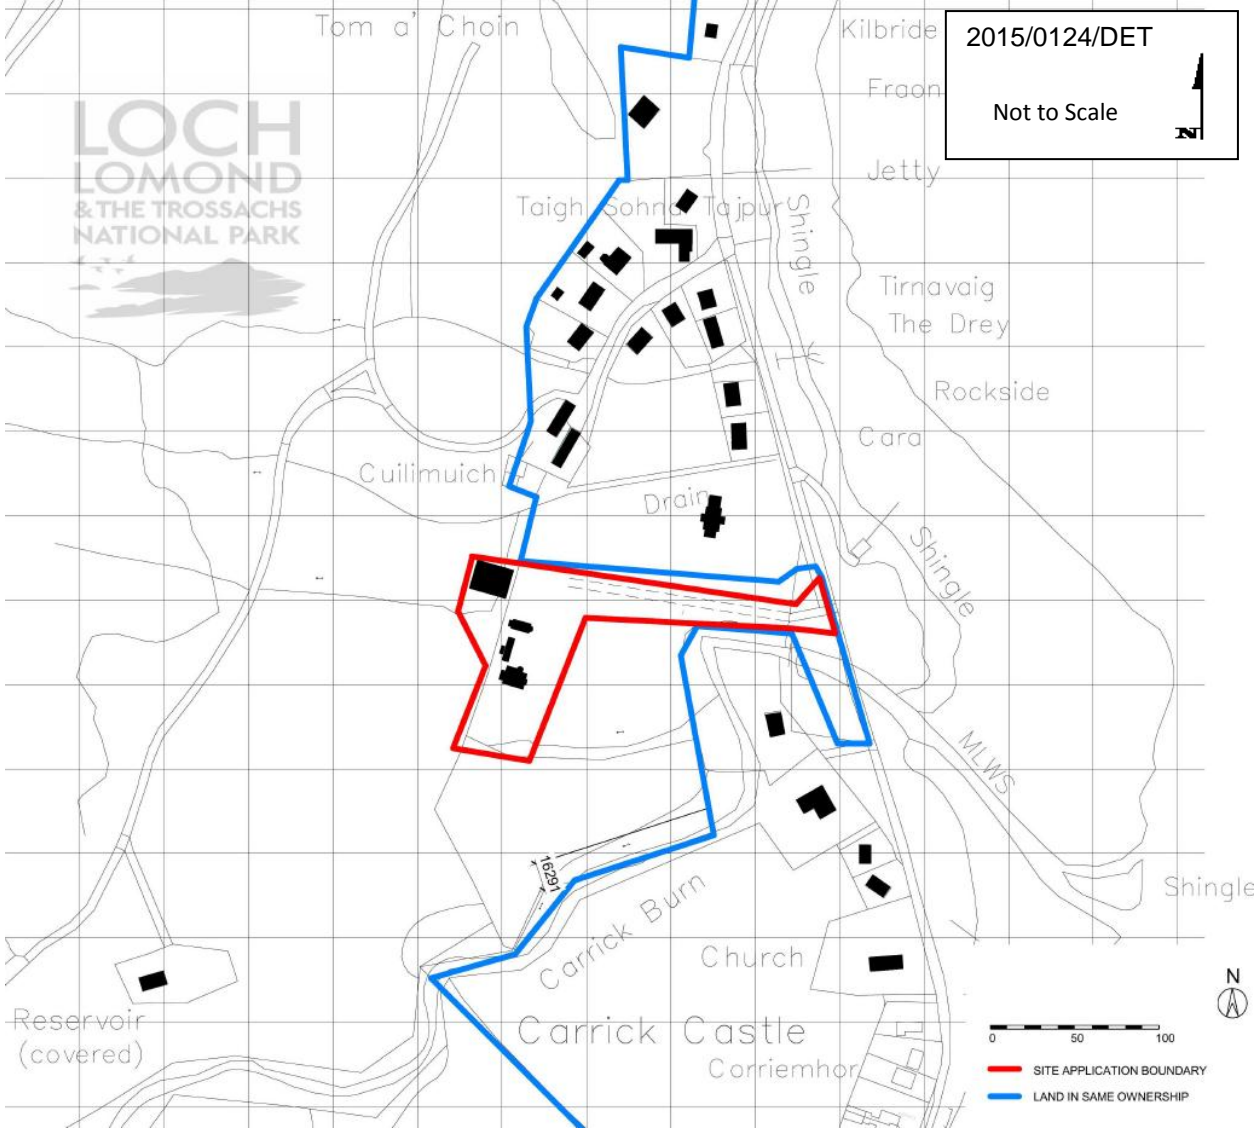 Tom a' Choin
Kilbride
2015/0124/DET
Not to Scale
N
Fraon
Jetty
LOCH
LOMOND
& THE TROSSACHS
NATIONAL PARK
Taigh Sohna Tajpur
Shingle
Tirnavaig
The Drey
Rockside
Cara
Cuilimuich
Drain
Shingle
MLWS
16291
Shingle
Carrick Burn
Church
Reservoir
(covered)
Carrick Castle
Corriemhor
N
0 50 100
SITE APPLICATION BOUNDARY
LAND IN SAME OWNERSHIP